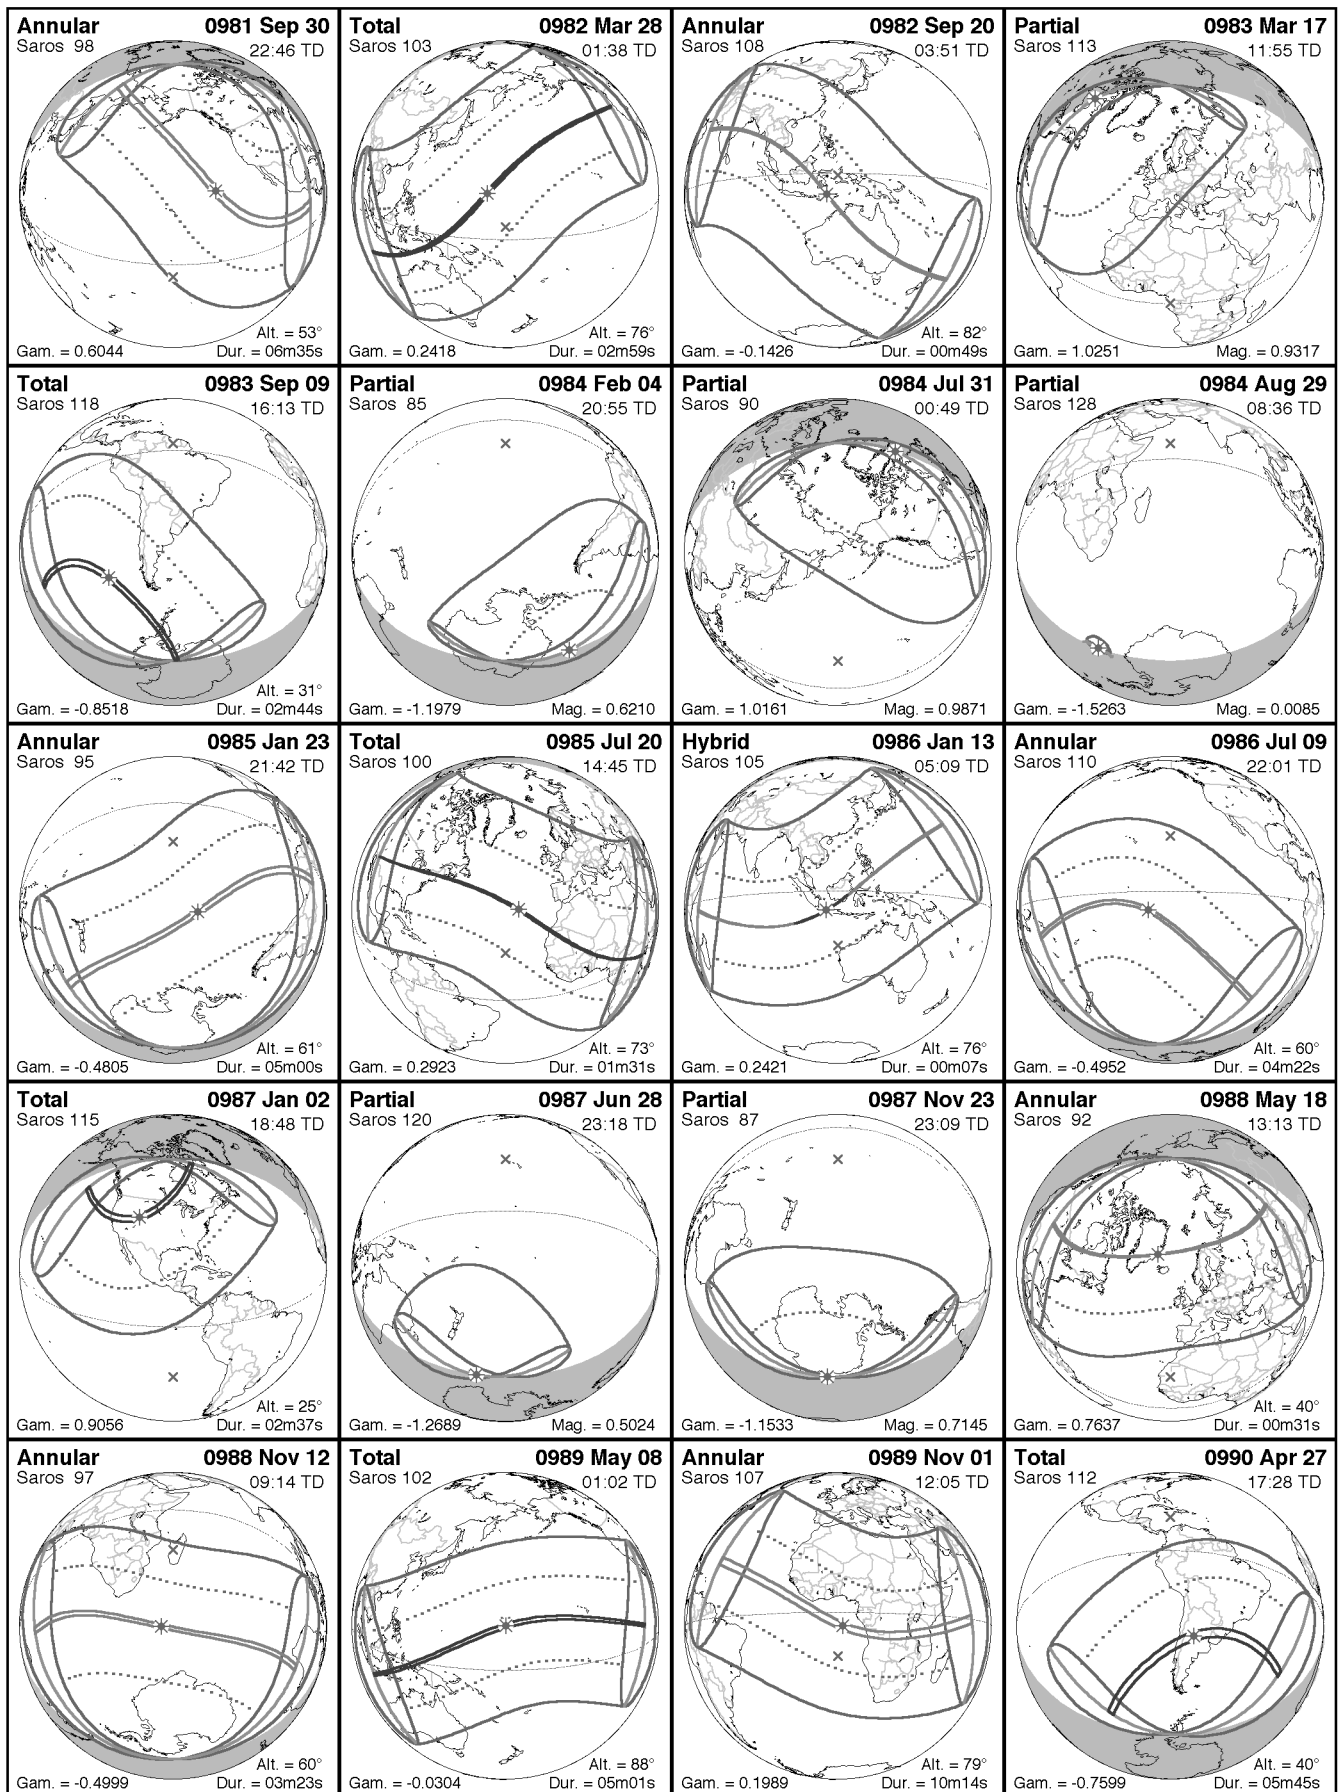 Annular 0981 Sep 30
Saros 98 22:46 TD
Alt. = 53°
Gam. = 0.6044 Dur. = 06m35s
Total 0982 Mar 28
Saros 103 01:38 TD
Alt. = 76°
Gam. = 0.2418 Dur. = 02m59s
Annular 0982 Sep 20
Saros 108 03:51 TD
Alt. = 82°
Gam. = -0.1426 Dur. = 00m49s
Partial 0983 Mar 17
Saros 113 11:55 TD
Gam. = 1.0251 Mag. = 0.9317
Total 0983 Sep 09
Saros 118 16:13 TD
Alt. = 31°
Gam. = -0.8518 Dur. = 02m44s
Partial 0984 Feb 04
Saros 85 20:55 TD
Gam. = -1.1979 Mag. = 0.6210
Partial 0984 Jul 31
Saros 90 00:49 TD
Gam. = 1.0161 Mag. = 0.9871
Partial 0984 Aug 29
Saros 128 08:36 TD
Gam. = -1.5263 Mag. = 0.0085
Annular 0985 Jan 23
Saros 95 21:42 TD
Alt. = 61°
Gam. = -0.4805 Dur. = 05m00s
Total 0985 Jul 20
Saros 100 14:45 TD
Alt. = 73°
Gam. = 0.2923 Dur. = 01m31s
Hybrid 0986 Jan 13
Saros 105 05:09 TD
Alt. = 76°
Gam. = 0.2421 Dur. = 00m07s
Annular 0986 Jul 09
Saros 110 22:01 TD
Alt. = 60°
Gam. = -0.4952 Dur. = 04m22s
Total 0987 Jan 02
Saros 115 18:48 TD
Alt. = 25°
Gam. = 0.9056 Dur. = 02m37s
Partial 0987 Jun 28
Saros 120 23:18 TD
Gam. = -1.2689 Mag. = 0.5024
Partial 0987 Nov 23
Saros 87 23:09 TD
Gam. = -1.1533 Mag. = 0.7145
Annular 0988 May 18
Saros 92 13:13 TD
Alt. = 40°
Gam. = 0.7637 Dur. = 00m31s
Annular 0988 Nov 12
Saros 97 09:14 TD
Alt. = 60°
Gam. = -0.4999 Dur. = 03m23s
Total 0989 May 08
Saros 102 01:02 TD
Alt. = 88°
Gam. = -0.0304 Dur. = 05m01s
Annular 0989 Nov 01
Saros 107 12:05 TD
Alt. = 79°
Gam. = 0.1989 Dur. = 10m14s
Total 0990 Apr 27
Saros 112 17:28 TD
Alt. = 40°
Gam. = -0.7599 Dur. = 05m45s